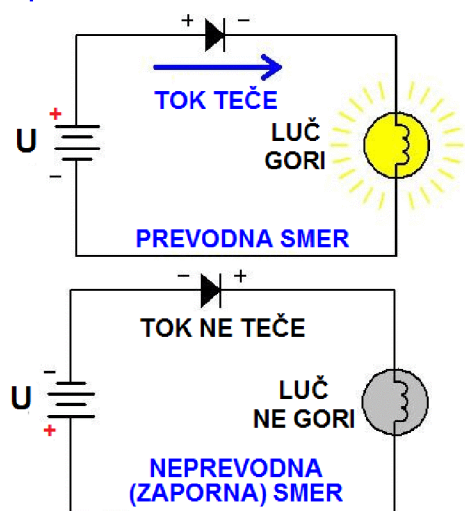 + −
TOK TEČE
+
U
−
LUČ
GORI
PREVODNA SMER
− +
TOK NE TEČE
−
U
+
LUČ
NE GORI
NEPREVODNA
(ZAPORNA) SMER